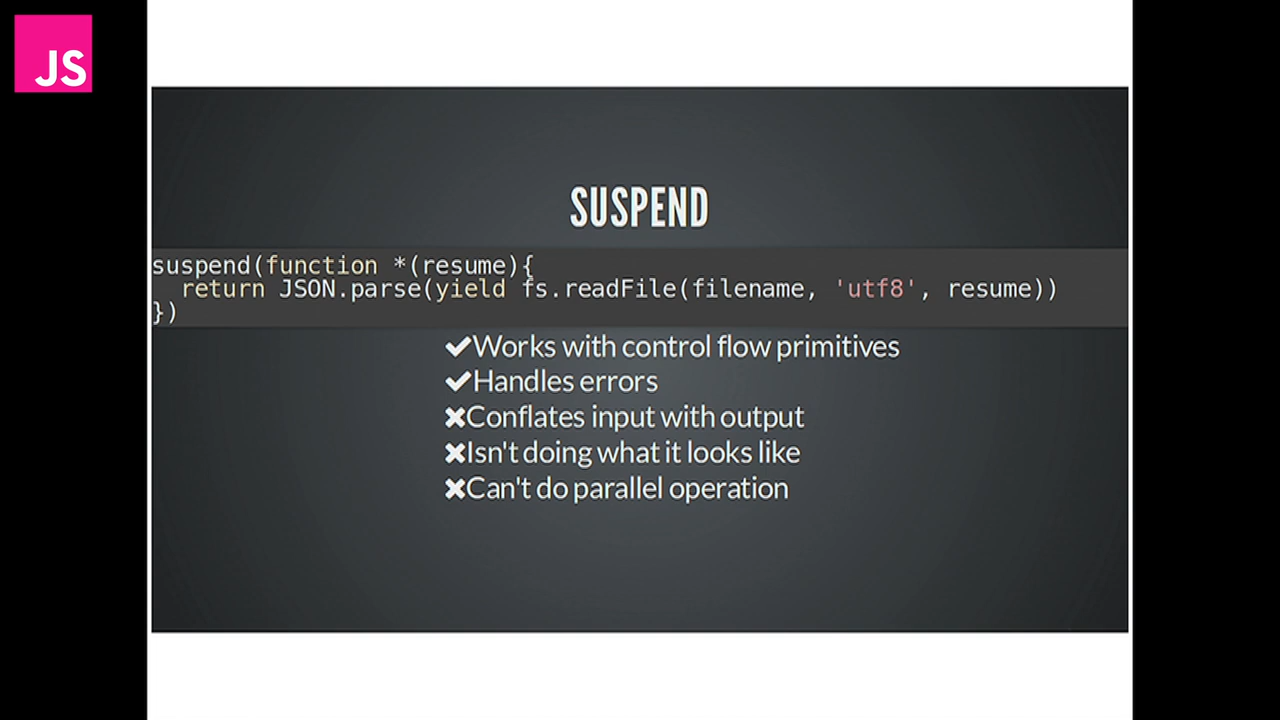 JS
SUSPEND
suspend(function *(resume){
  return JSON.parse(yield fs.readFile(filename, 'utf8', resume))
})
✔Works with control flow primitives
✔Handles errors
✖Conflates input with output
✖Isn't doing what it looks like
✖Can't do parallel operation